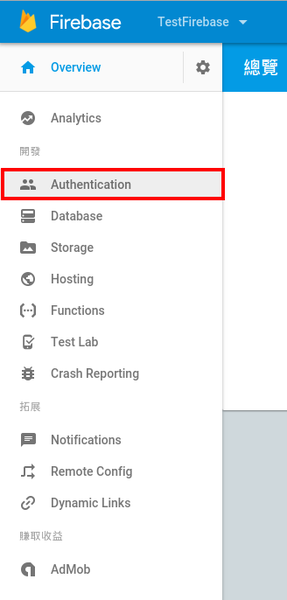 Firebase TestFirebase
Overview 總覽
Analytics
開發
Authentication
Database
Storage
Hosting
Functions
Test Lab
Crash Reporting
拓展
Notifications
Remote Config
Dynamic Links
賺取收益
AdMob